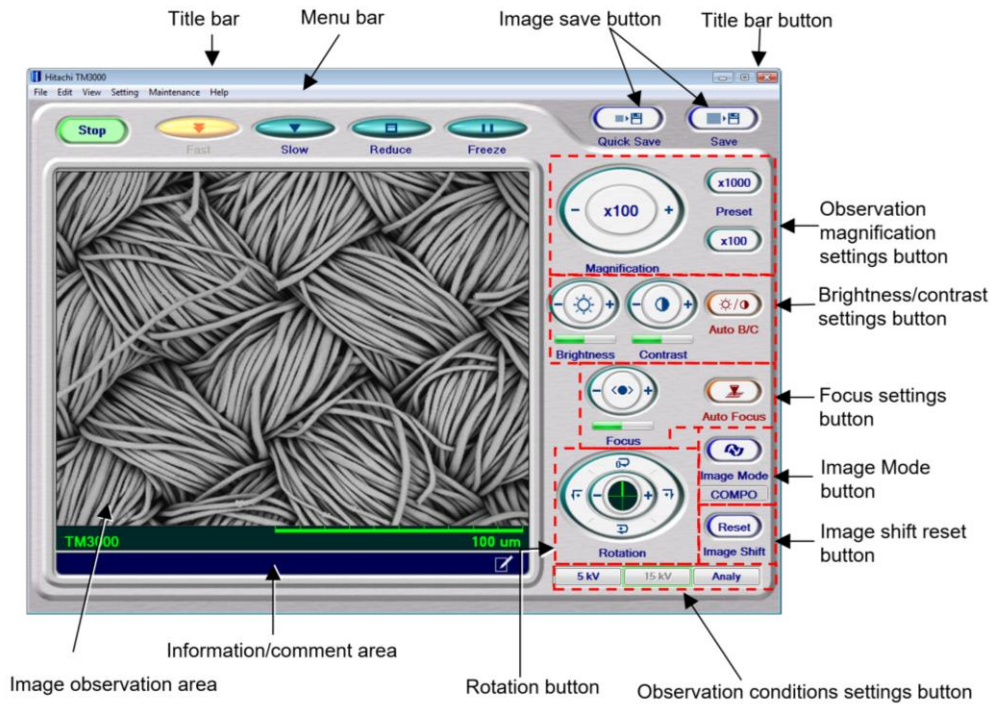 Title bar
Menu bar
Image save button
Title bar button
Hitachi TM3000
File Edit View Setting Maintenance Help
Stop
Fast
Slow
Reduce
Freeze
Quick Save
Save
x100
x1000
Preset
x100
Magnification
Observation
magnification
settings button
Brightness
Contrast
Auto B/C
Brightness/contrast
settings button
Focus
Auto Focus
Focus settings
button
Image Mode
COMPO
Image Mode
button
Rotation
Reset
Image Shift
Image shift reset
button
TM3000
100 um
5 kV
15 kV
Analy
Information/comment area
Image observation area
Rotation button
Observation conditions settings button